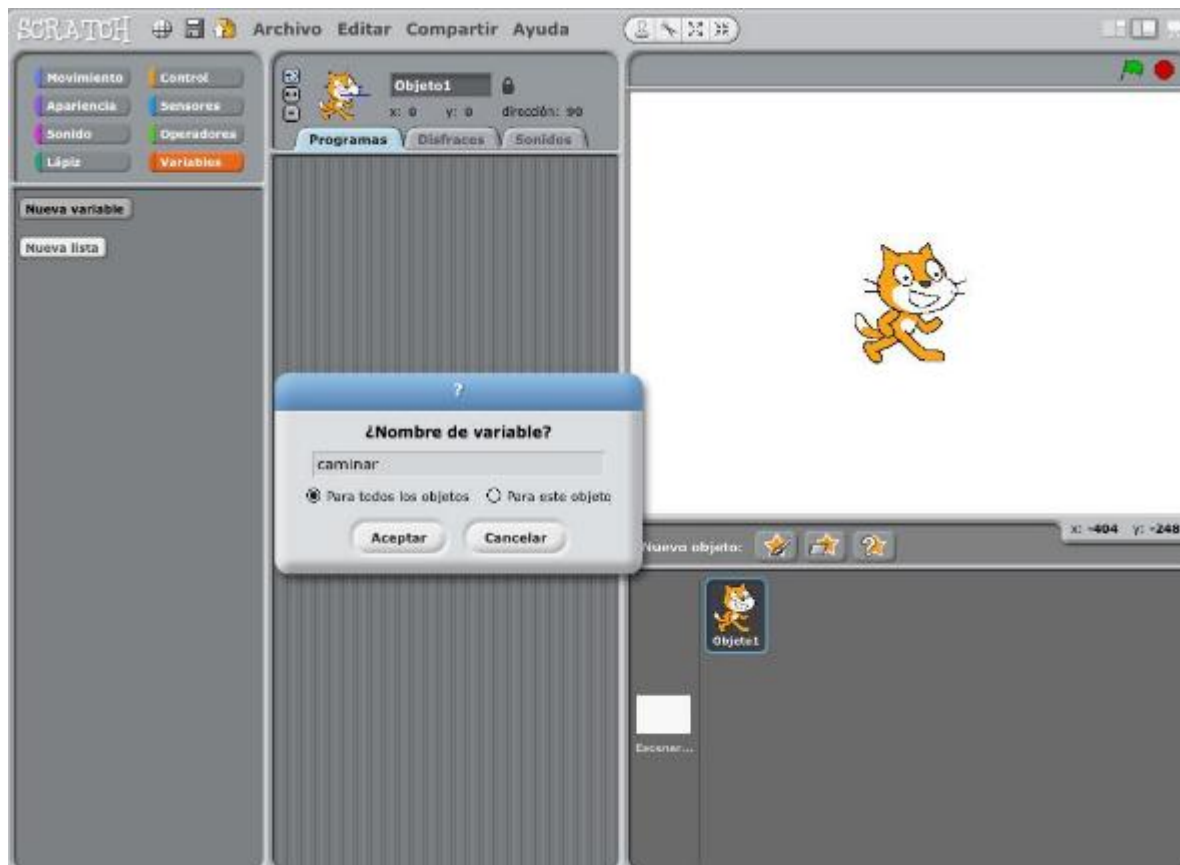 SCRATCH Archivo Editar Compartir Ayuda
Movimiento Control
Apariencia Sensores
Sonido Operadores
Lápiz Variables
Nueva variable
Nueva lista
Objeto1
x: 0 y: 0 dirección: 90
Programas Disfraces Sonidos
?
¿Nombre de variable?
caminar
Para todos los objetos Para este objeto
Aceptar Cancelar
x: -404 y: -248
Nuevo objeto:
Objeto1
Escenar...